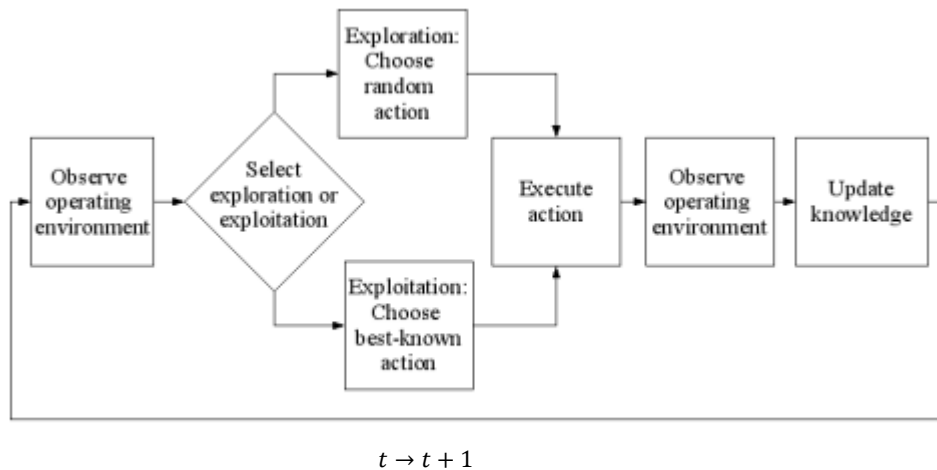 Observe
operating
environment
Select
exploration or
exploitation
Exploration:
Choose
random
action
Exploitation:
Choose
best-known
action
Execute
action
Observe
operating
environment
Update
knowledge
t → t + 1